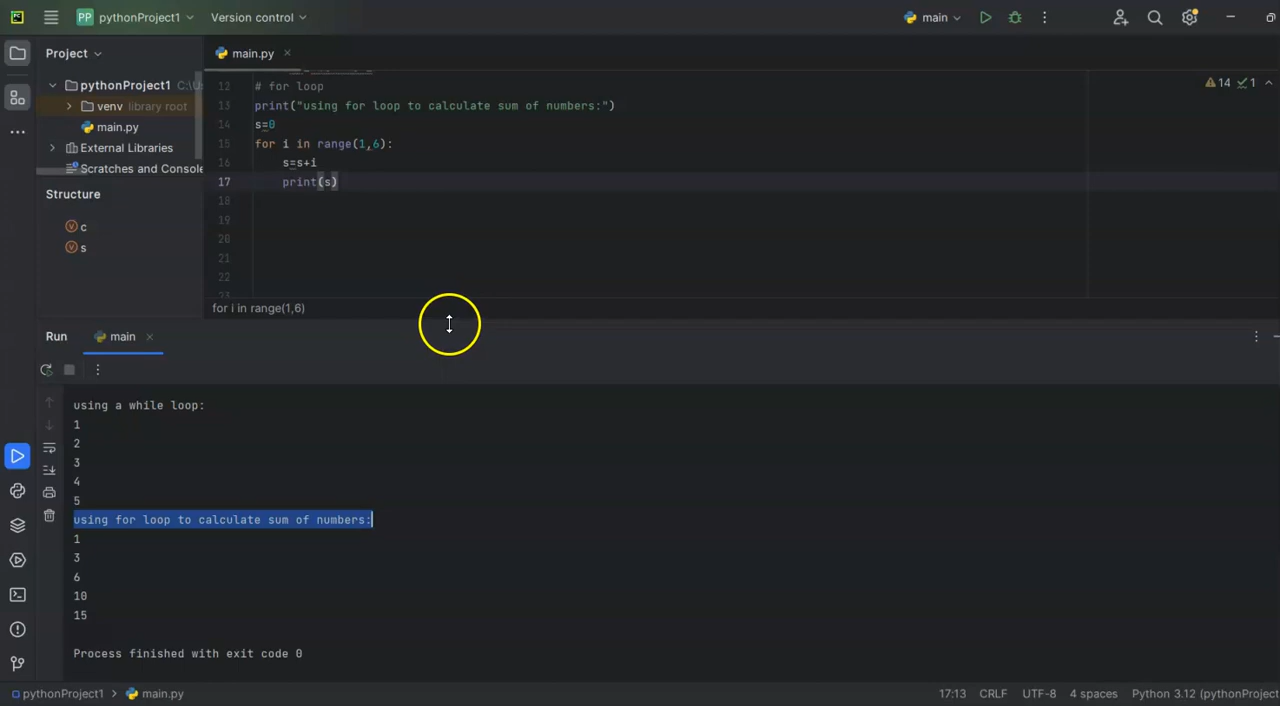 PC
PP pythonProject1
Version control
main
Project
main.py
pythonProject1 C:\Us
venv library root
main.py
External Libraries
Scratches and Console
Structure
c
s
14 1
12 # for loop
13 print("using for loop to calculate sum of numbers:")
14 s=0
15 for i in range(1,6):
16 s=s+i
17 print(s)
18
19
20
21
22
23
for i in range(1,6)
Run
main
using a while loop:
1
2
3
4
5
using for loop to calculate sum of numbers:
1
3
6
10
15
Process finished with exit code 0
pythonProject1 > main.py
17:13 CRLF UTF-8 4 spaces Python 3.12 (pythonProject1